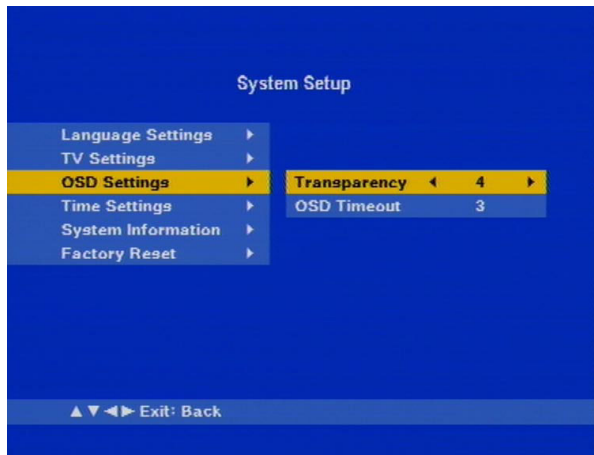 System Setup
Language Settings ►
TV Settings ►
OSD Settings ►
Transparency ◄ 4 ►
Time Settings ►
OSD Timeout 3
System Information ►
Factory Reset ►
▲▼◄► Exit: Back